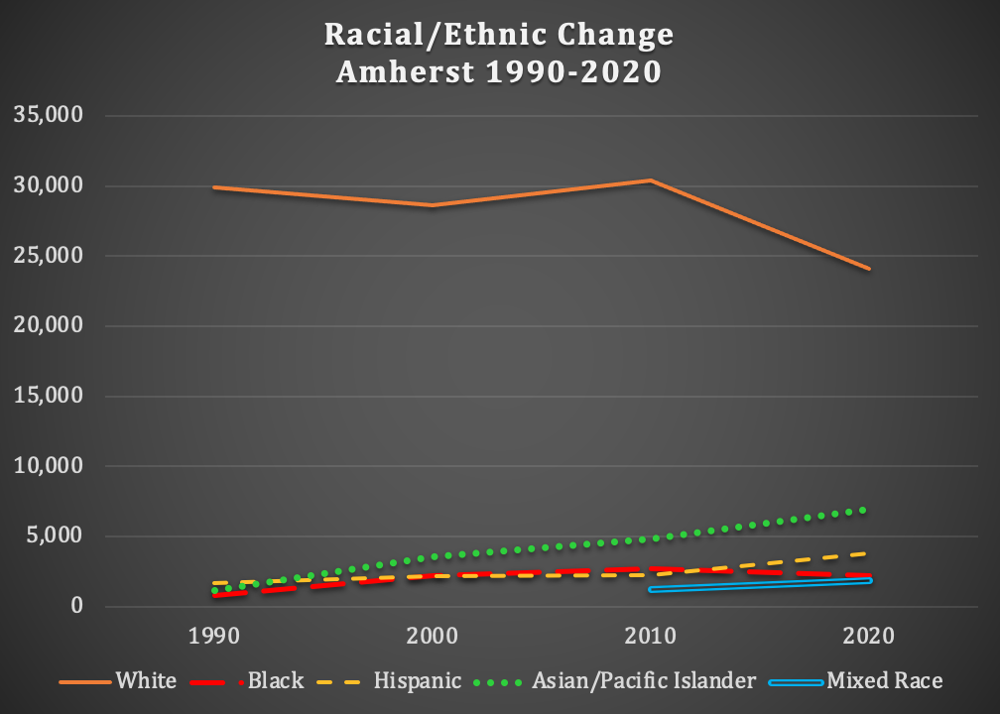 Racial/Ethnic Change
Amherst 1990-2020
35,000
30,000
25,000
20,000
15,000
10,000
5,000
0
1990 2000 2010 2020
White Black Hispanic Asian/Pacific Islander Mixed Race